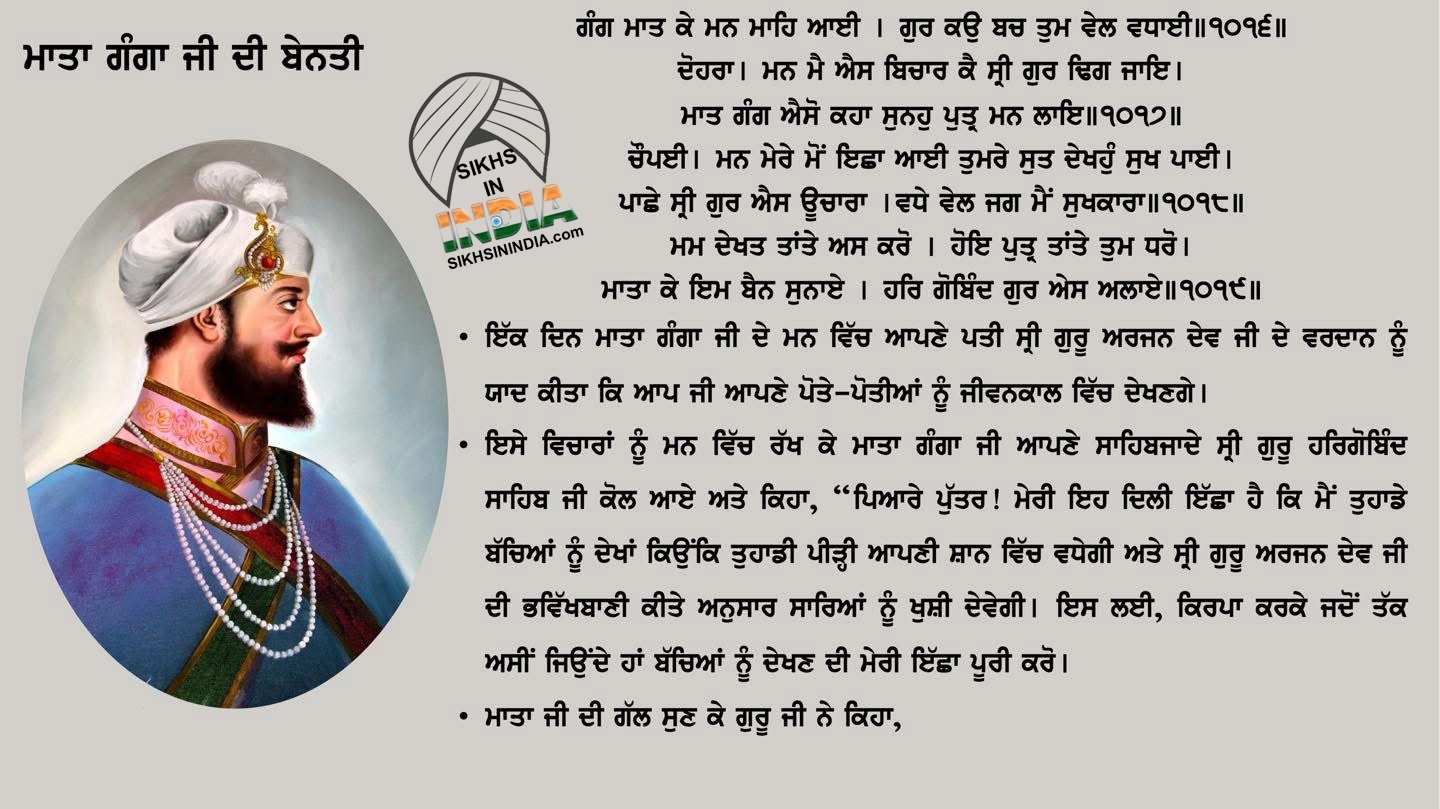 ਮਾਤਾ ਗੰਗਾ ਜੀ ਦੀ ਬੇਨਤੀ
ਗੰਗ ਮਾਤ ਕੇ ਮਨ ਮਾਹਿ ਆਈ । ਗੁਰ ਕਉ ਬਚ ਤੁਮ ਵੇਲ ਵਧਾਈ॥੧੦੧੬॥
ਦੋਹਰਾ। ਮਨ ਮੈ ਐਸ ਬਿਚਾਰ ਕੈ ਸ੍ਰੀ ਗੁਰ ਢਿਗ ਜਾਇ।
ਮਾਤ ਗੰਗ ਐਸੋ ਕਹਾ ਸੁਨਹੁ ਪੁਤ੍ਰ ਮਨ ਲਾਇ॥੧੦੧੭॥
ਚੌਪਈ। ਮਨ ਮੇਰੇ ਮੋਂ ਇਛਾ ਆਈ ਤੁਮਰੇ ਸੁਤ ਦੇਖਹੁੰ ਸੁਖ ਪਾਈ।
ਪਾਛੇ ਸ੍ਰੀ ਗੁਰ ਐਸ ਊਚਾਰਾ ।ਵਧੇ ਵੇਲ ਜਗ ਮੈਂ ਸੁਖਕਾਰਾ॥੧੦੧੮॥
ਮਮ ਦੇਖਤ ਤਾਂਤੇ ਅਸ ਕਰੋ । ਹੋਇ ਪੁਤ੍ਰ ਤਾਂਤੇ ਤੁਮ ਧਰੋ।
ਮਾਤਾ ਕੇ ਇਮ ਬੈਨ ਸੁਨਾਏ । ਹਰਿ ਗੋਬਿੰਦ ਗੁਰ ਏਸ ਅਲਾਏ॥੧੦੧੯॥
SIKHS
IN
INDIA
SIKHSININDIA.com
• ਇੱਕ ਦਿਨ ਮਾਤਾ ਗੰਗਾ ਜੀ ਦੇ ਮਨ ਵਿੱਚ ਆਪਣੇ ਪਤੀ ਸ੍ਰੀ ਗੁਰੂ ਅਰਜਨ ਦੇਵ ਜੀ ਦੇ ਵਰਦਾਨ ਨੂੰ
ਯਾਦ ਕੀਤਾ ਕਿ ਆਪ ਜੀ ਆਪਣੇ ਪੋਤੇ-ਪੋਤੀਆਂ ਨੂੰ ਜੀਵਨਕਾਲ ਵਿੱਚ ਦੇਖਣਗੇ।
• ਇਸੇ ਵਿਚਾਰਾਂ ਨੂੰ ਮਨ ਵਿੱਚ ਰੱਖ ਕੇ ਮਾਤਾ ਗੰਗਾ ਜੀ ਆਪਣੇ ਸਾਹਿਬਜਾਦੇ ਸ੍ਰੀ ਗੁਰੂ ਹਰਿਗੋਬਿੰਦ
ਸਾਹਿਬ ਜੀ ਕੋਲ ਆਏ ਅਤੇ ਕਿਹਾ, “ਪਿਆਰੇ ਪੁੱਤਰ! ਮੇਰੀ ਇਹ ਦਿਲੀ ਇੱਛਾ ਹੈ ਕਿ ਮੈਂ ਤੁਹਾਡੇ
ਬੱਚਿਆਂ ਨੂੰ ਦੇਖਾਂ ਕਿਉਂਕਿ ਤੁਹਾਡੀ ਪੀੜ੍ਹੀ ਆਪਣੀ ਸ਼ਾਨ ਵਿੱਚ ਵਧੇਗੀ ਅਤੇ ਸ੍ਰੀ ਗੁਰੂ ਅਰਜਨ ਦੇਵ ਜੀ
ਦੀ ਭਵਿੱਖਬਾਣੀ ਕੀਤੇ ਅਨੁਸਾਰ ਸਾਰਿਆਂ ਨੂੰ ਖੁਸ਼ੀ ਦੇਵੇਗੀ। ਇਸ ਲਈ, ਕਿਰਪਾ ਕਰਕੇ ਜਦੋਂ ਤੱਕ
ਅਸੀਂ ਜਿਉਂਦੇ ਹਾਂ ਬੱਚਿਆਂ ਨੂੰ ਦੇਖਣ ਦੀ ਮੇਰੀ ਇੱਛਾ ਪੂਰੀ ਕਰੋ।
• ਮਾਤਾ ਜੀ ਦੀ ਗੱਲ ਸੁਣ ਕੇ ਗੁਰੂ ਜੀ ਨੇ ਕਿਹਾ,